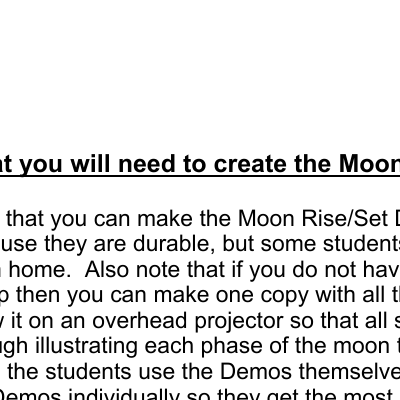 at you will need to create the Moon
that you can make the Moon Rise/Set D
use they are durable, but some students
home.  Also note that if you do not hav
p then you can make one copy with all t
it on an overhead projector so that all s
ugh illustrating each phase of the moon t
the students use the Demos themselve
Demos individually so they get the most